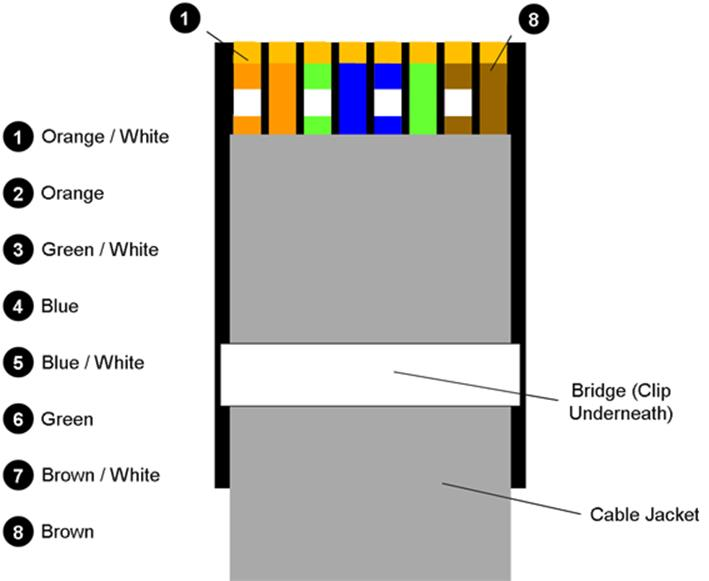 1
8
1 Orange / White
2 Orange
3 Green / White
4 Blue
5 Blue / White
6 Green
7 Brown / White
8 Brown
Bridge (Clip
Underneath)
Cable Jacket